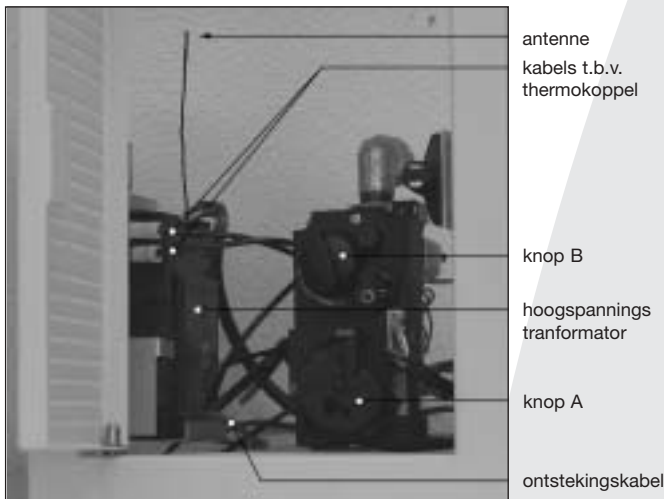 antenne
kabels t.b.v.
thermokoppel
knop B
hoogspannings
tranformator
knop A
ontstekingskabel